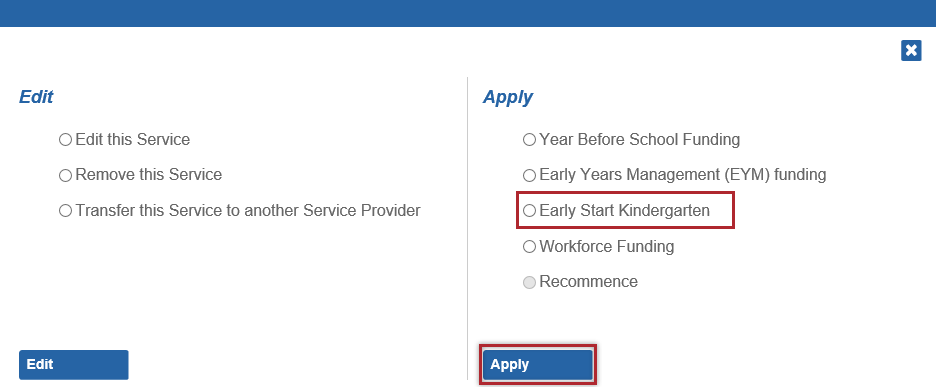 Edit
Edit this Service
Remove this Service
Transfer this Service to another Service Provider
Edit
Apply
Year Before School Funding
Early Years Management (EYM) funding
Early Start Kindergarten
Workforce Funding
Recommence
Apply